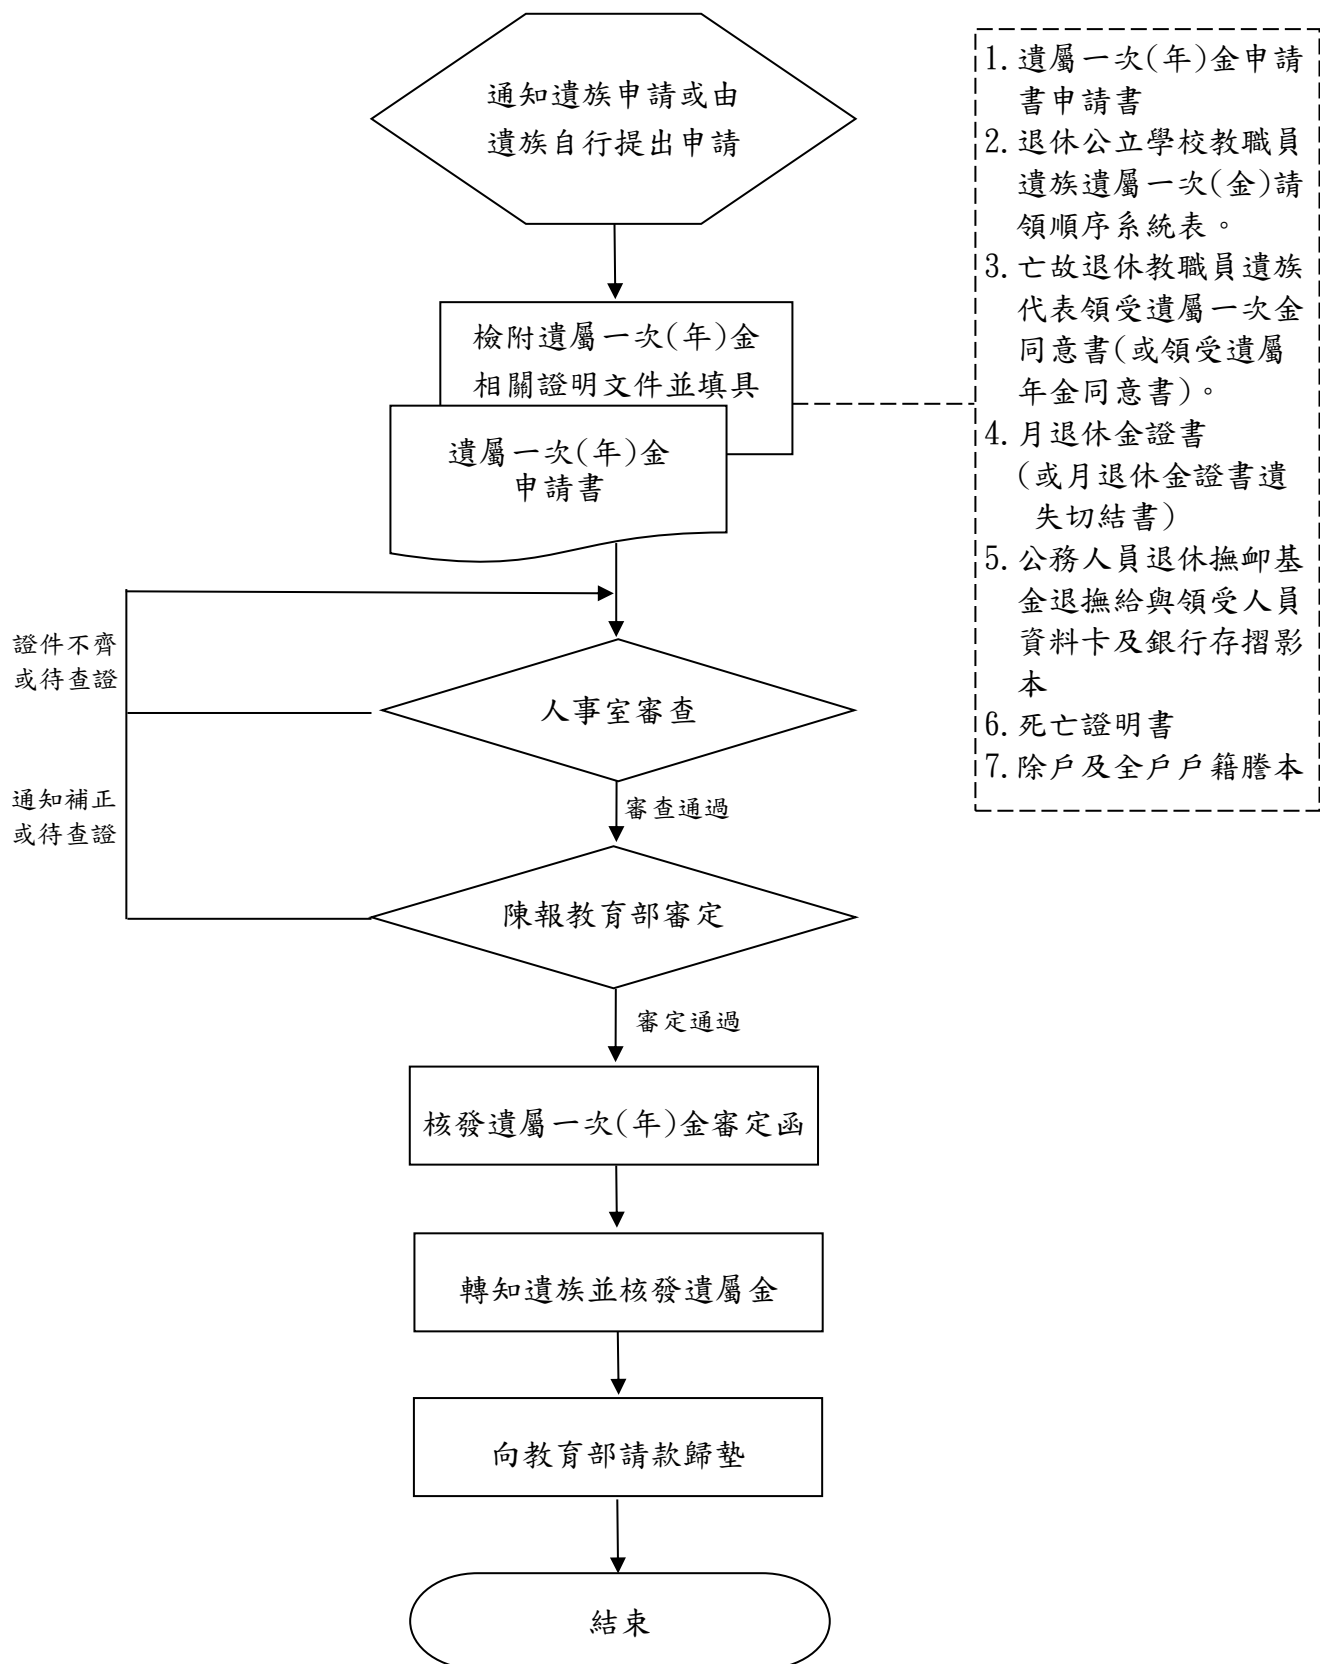 通知遺族申請或由
遺族自行提出申請
檢附遺屬一次(年)金
相關證明文件並填具
遺屬一次(年)金
申請書
證件不齊
或待查證
人事室審查
通知補正
或待查證
審查通過
陳報教育部審定
審定通過
核發遺屬一次(年)金審定函
轉知遺族並核發遺屬金
向教育部請款歸墊
結束
1.遺屬一次(年)金申請
書申請書
2.退休公立學校教職員
遺族遺屬一次(金)請
領順序系統表。
3.亡故退休教職員遺族
代表領受遺屬一次金
同意書(或領受遺屬
年金同意書)。
4.月退休金證書
(或月退休金證書遺
失切結書)
5.公務人員退休撫卹基
金退撫給與領受人員
資料卡及銀行存摺影
本
6.死亡證明書
7.除戶及全戶戶籍謄本